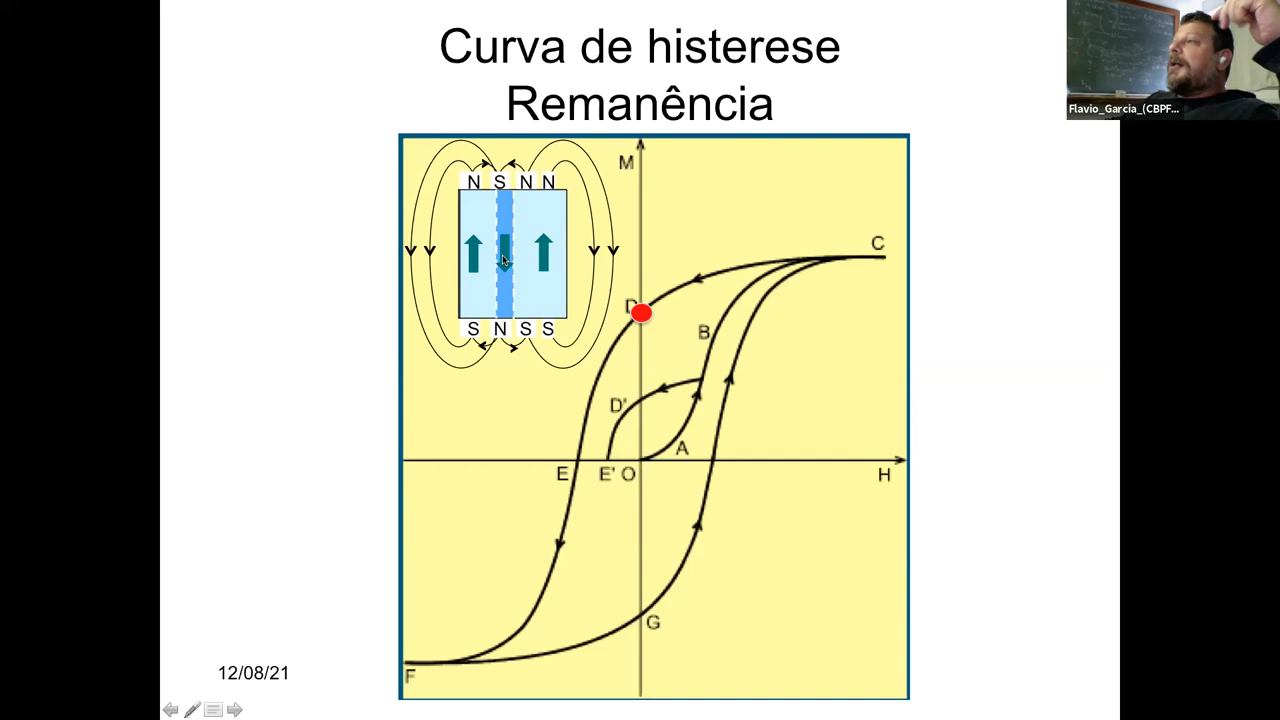 Curva de histerese
Remanência
Flavio_Garcia_(CBPF...
M
N S N N
C
D
B
S N S S
D'
A
E E' O H
G
12/08/21
F